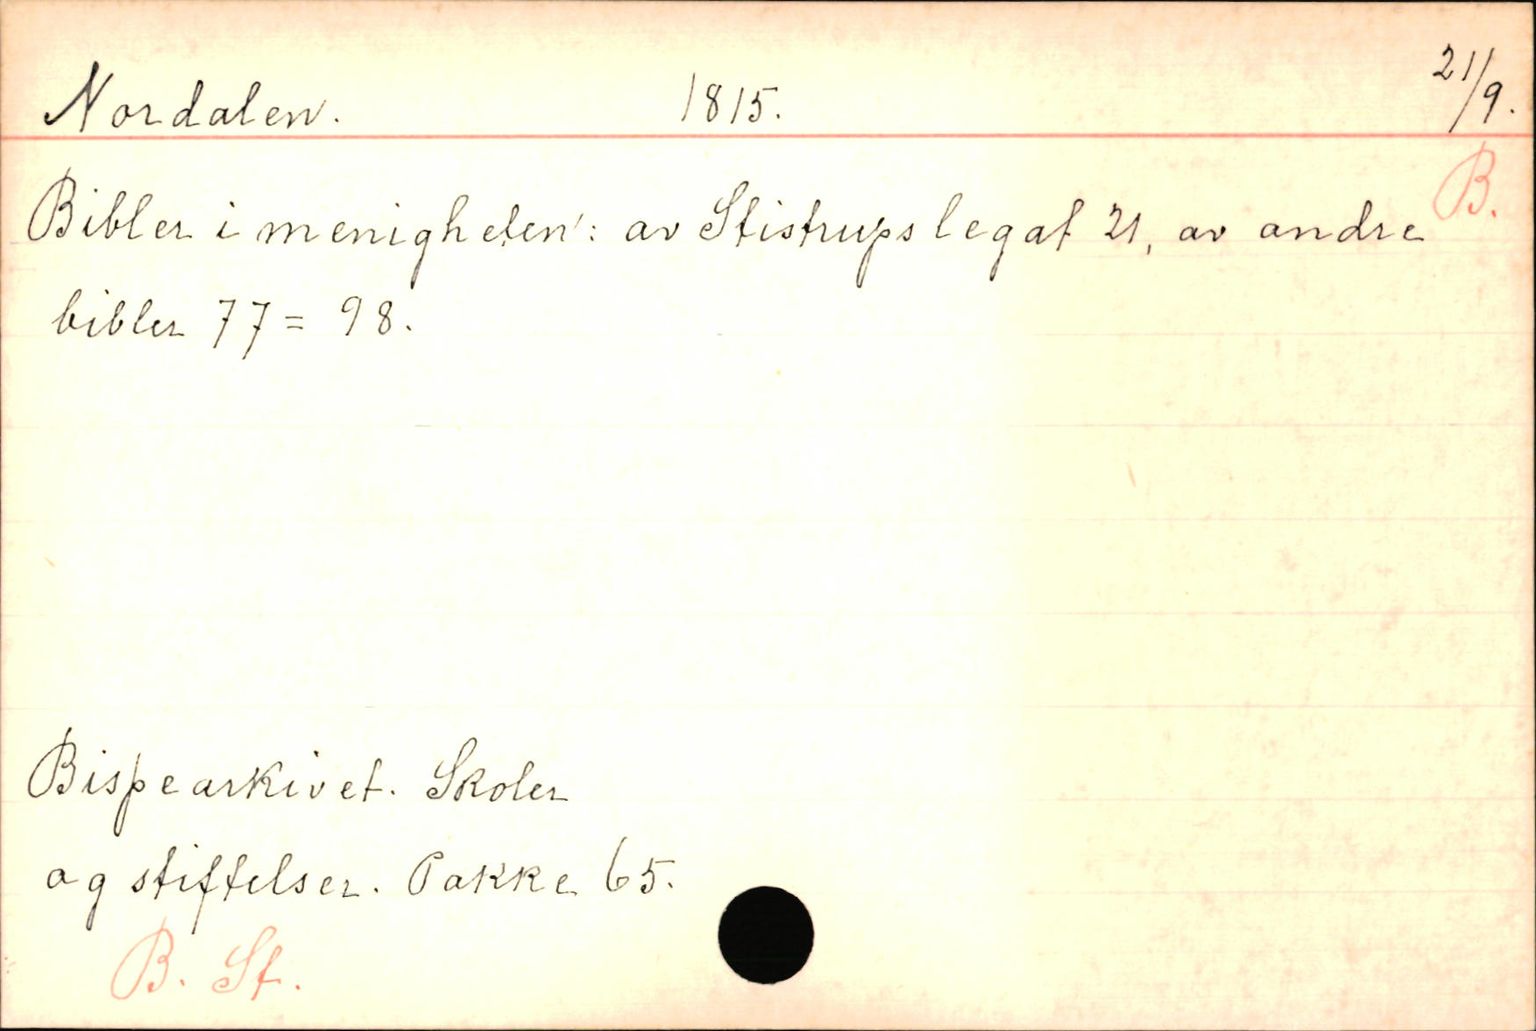 Nordalen. 1815. 21/9.
B.
Bibler i menigheten: av Stistrups legat 21, av andre
bibler 77 = 98.
Bispearkivet. Skoler
og stiftelser. Pakke 65.
B. St.